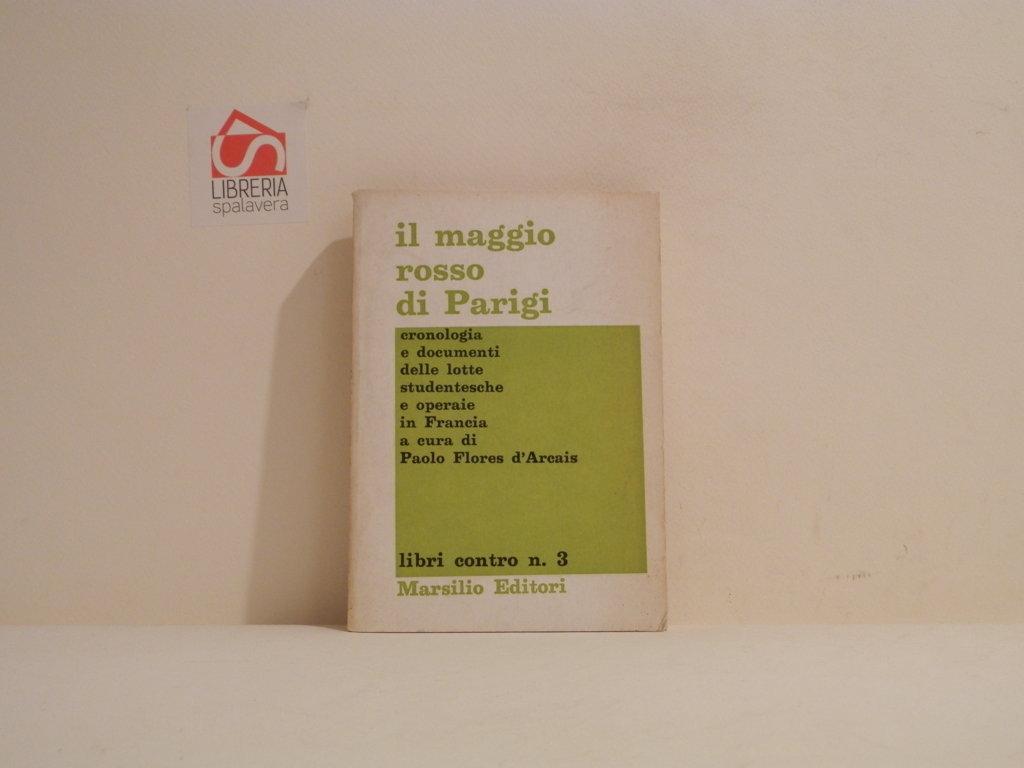 LIBRERIA
spalavera
il maggio
rosso
di Parigi
cronologia
e documenti
delle lotte
studentesche
e operaie
in Francia
a cura di
Paolo Flores d'Arcais
libri contro n. 3
Marsilio Editori